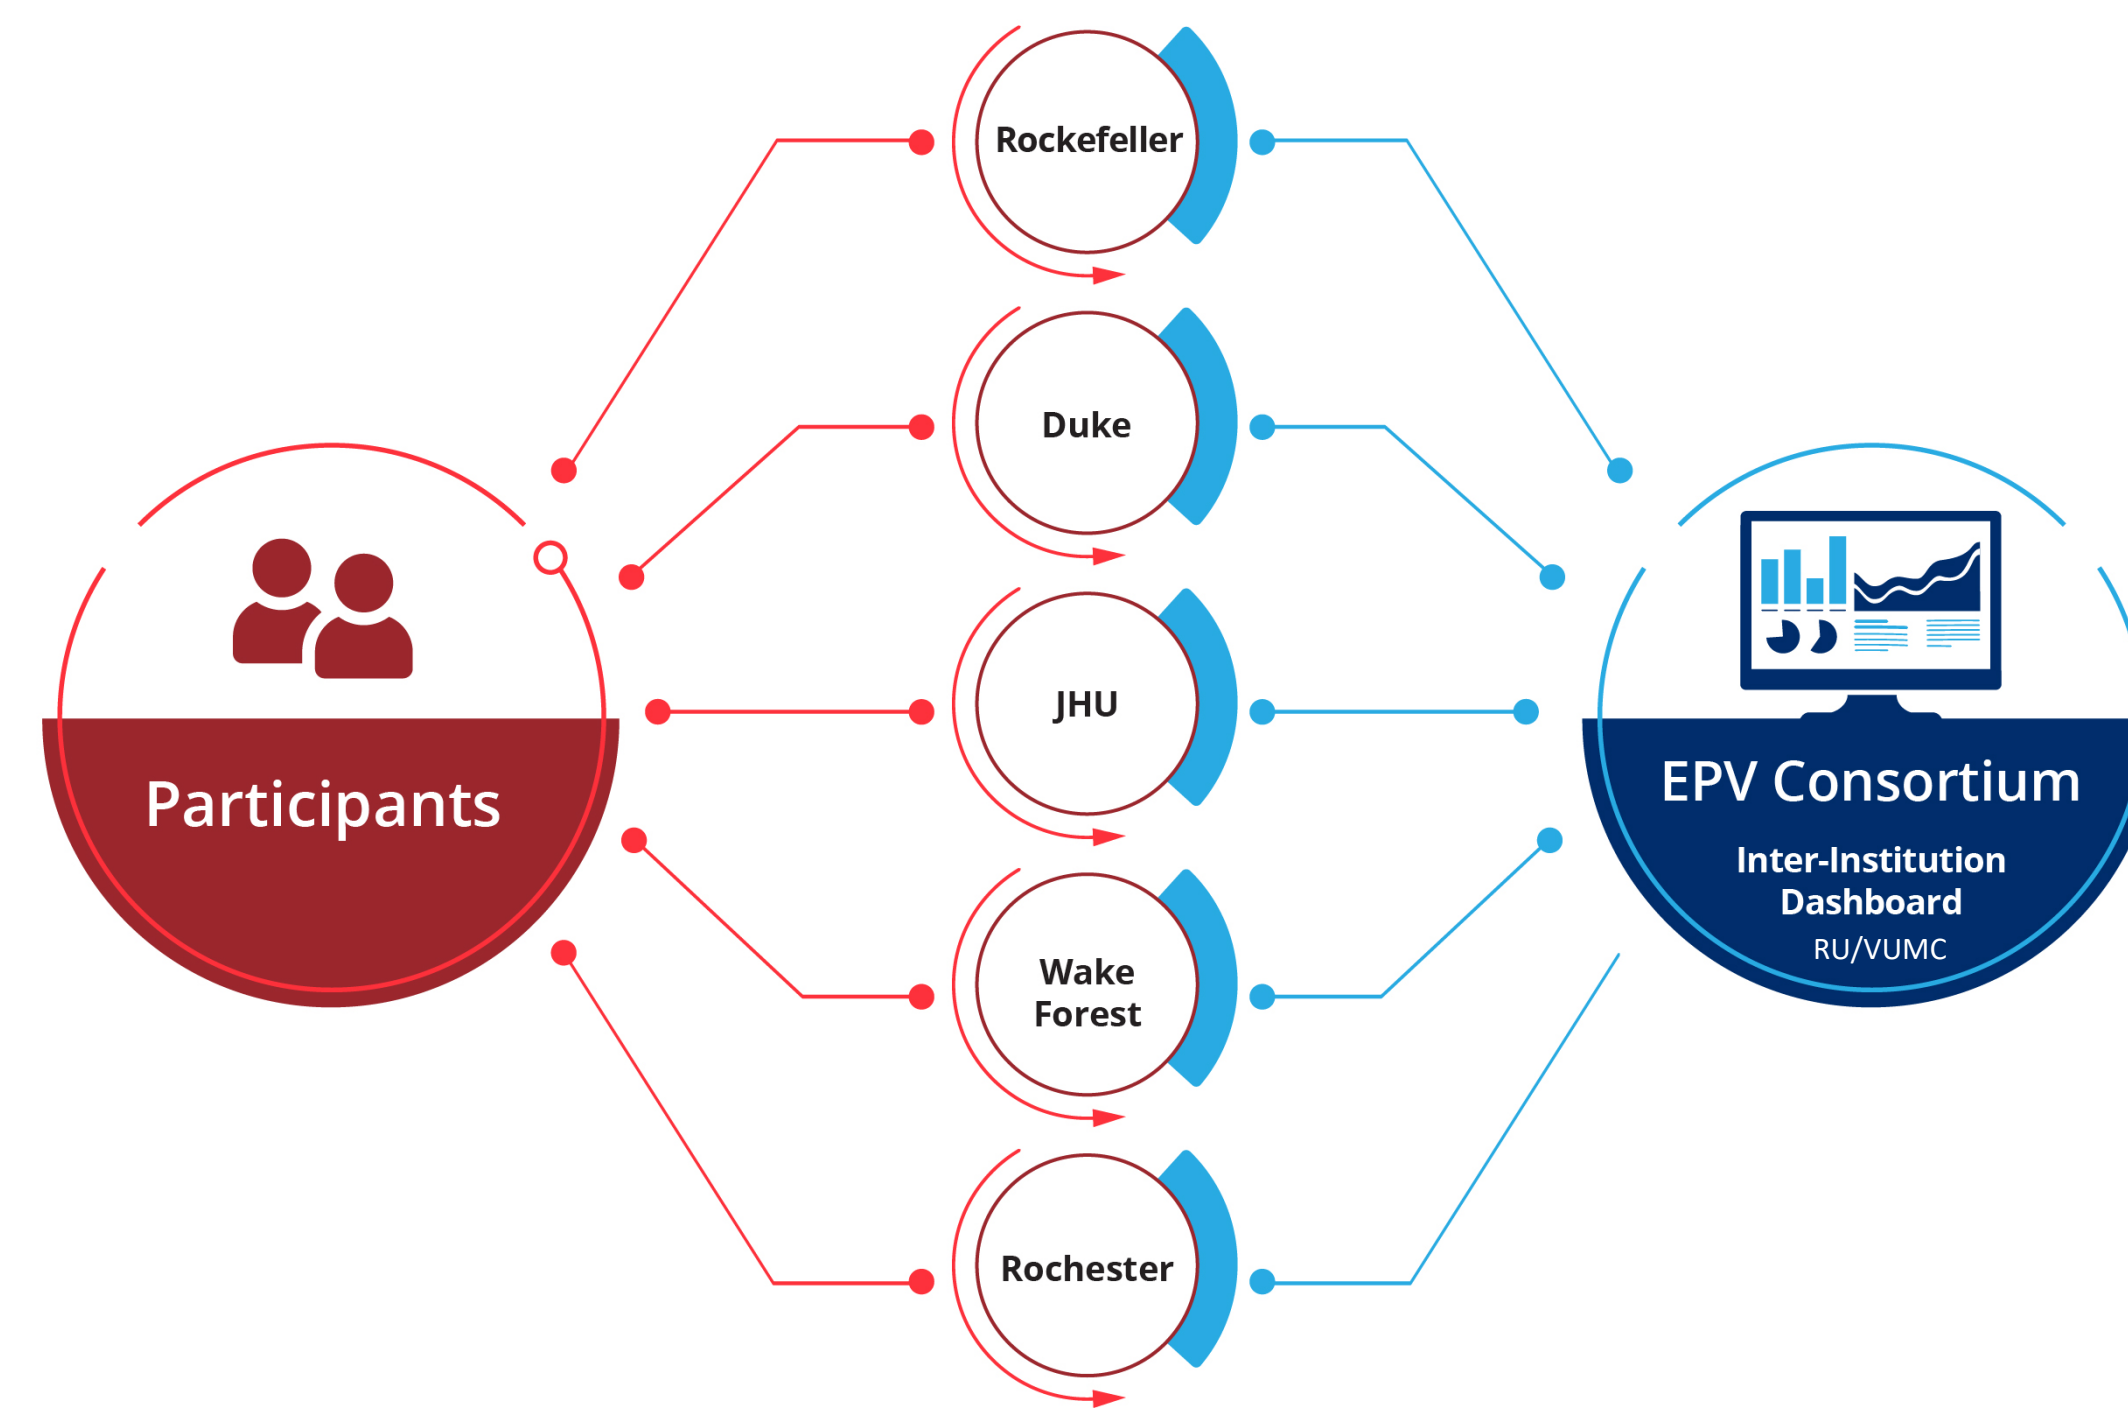 Rockefeller
Duke
JHU
Wake
Forest
Rochester
Participants
EPV Consortium
Inter-Institution
Dashboard
RU/VUMC